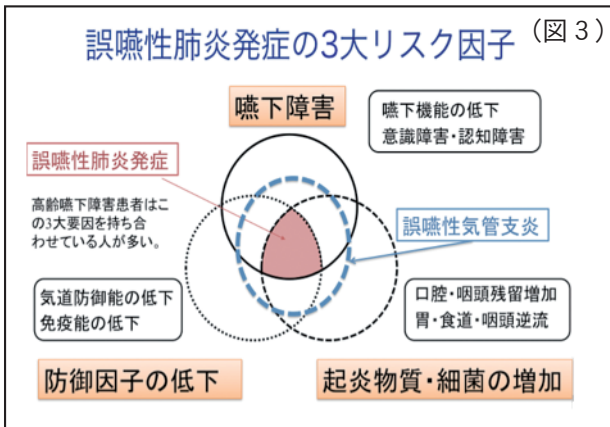 誤嚥性肺炎発症の3大リスク因子
（図３）
嚥下障害
嚥下機能の低下
意識障害・認知障害
誤嚥性肺炎発症
高齢嚥下障害患者はこ
の3大要因を持ち合
わせている人が多い。
誤嚥性気管支炎
気道防御能の低下
免疫能の低下
口腔・咽頭残留増加
胃・食道・咽頭逆流
防御因子の低下
起炎物質・細菌の増加